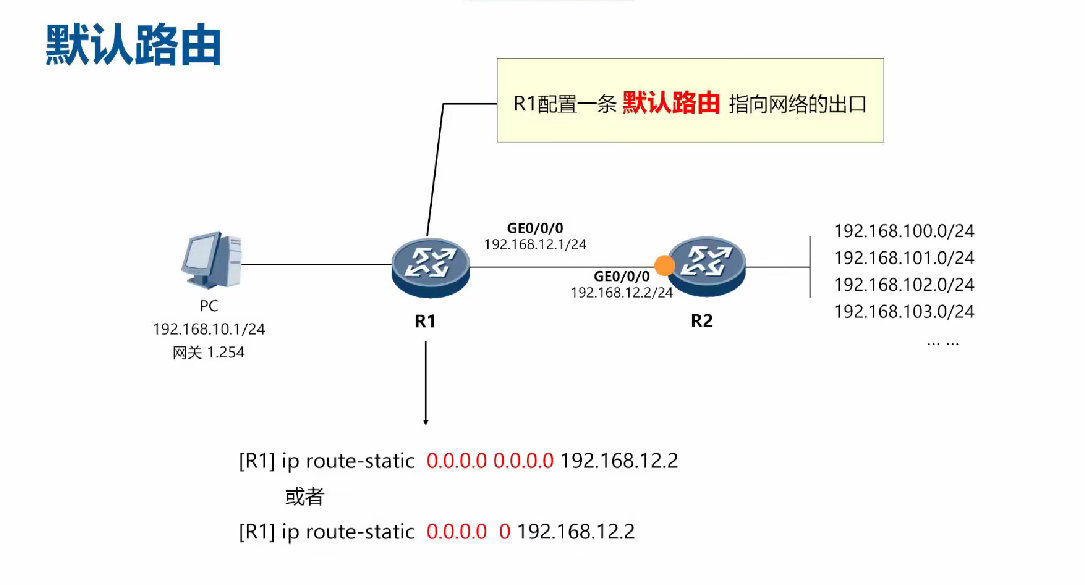 默认路由
R1配置一条 默认路由 指向网络的出口
GE0/0/0
192.168.12.1/24
GE0/0/0
192.168.12.2/24
192.168.100.0/24
192.168.101.0/24
192.168.102.0/24
192.168.103.0/24
... ...
PC
192.168.10.1/24
网关 1.254
R1
R2
[R1] ip route-static 0.0.0.0 0.0.0.0 192.168.12.2
或者
[R1] ip route-static 0.0.0.0 0 192.168.12.2